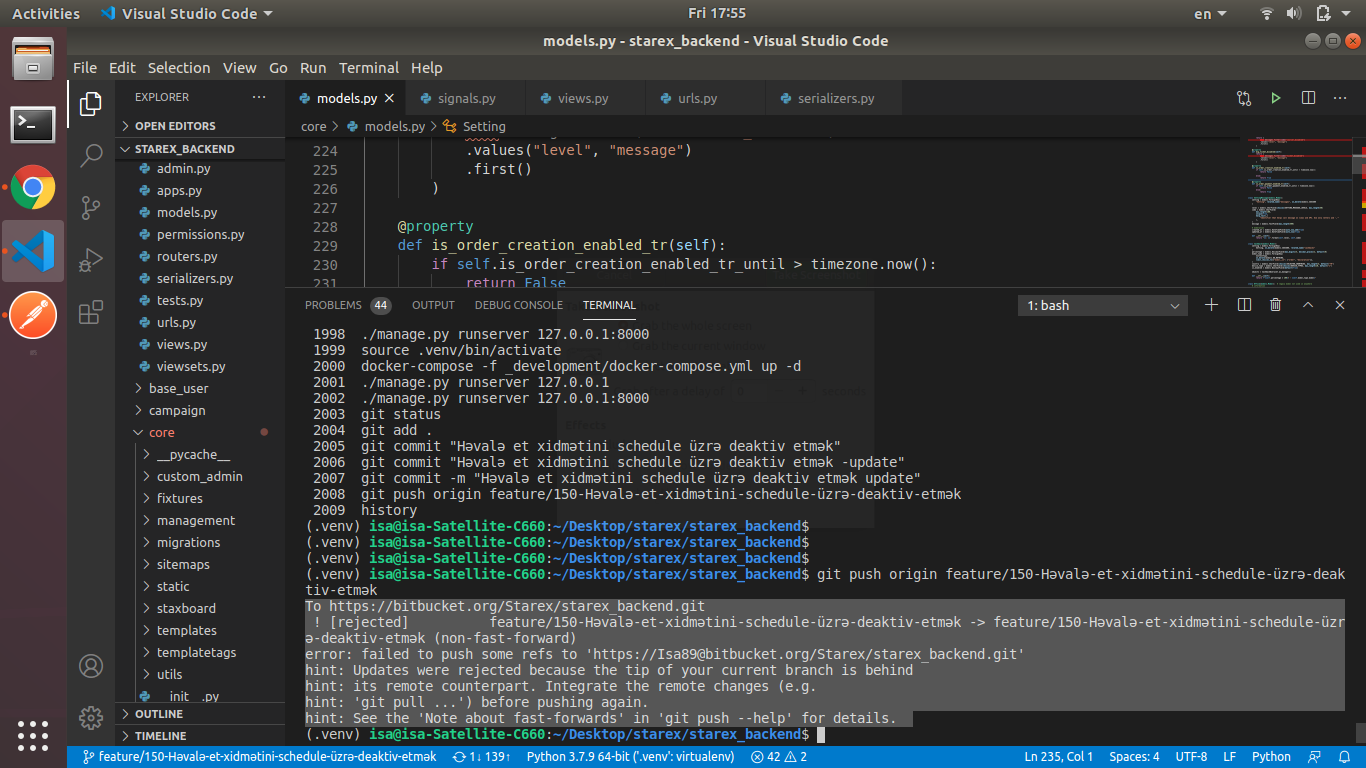 Activities
Visual Studio Code
Fri 17:55
en
models.py - starex_backend - Visual Studio Code
File Edit Selection View Go Run Terminal Help
EXPLORER
OPEN EDITORS
STAREX_BACKEND
admin.py
apps.py
models.py
permissions.py
routers.py
serializers.py
tests.py
urls.py
views.py
viewsets.py
base_user
campaign
core
__pycache__
custom_admin
fixtures
management
migrations
sitemaps
static
staxboard
templates
templatetags
utils
__init__.py
OUTLINE
TIMELINE
models.py
signals.py
views.py
urls.py
serializers.py
core > models.py > Setting
224 .values("level", "message")
225 .first()
226 )
227
228 @property
229 def is_order_creation_enabled_tr(self):
230 if self.is_order_creation_enabled_tr_until > timezone.now():
231 return False
PROBLEMS 44 OUTPUT DEBUG CONSOLE TERMINAL
1: bash
1998 ./manage.py runserver 127.0.0.1:8000
1999 source .venv/bin/activate
2000 docker-compose -f _development/docker-compose.yml up -d
2001 ./manage.py runserver 127.0.0.1
2002 ./manage.py runserver 127.0.0.1:8000
2003 git status
2004 git add .
2005 git commit "Həvalə et xidmətini schedule üzrə deaktiv etmək"
2006 git commit "Həvalə et xidmətini schedule üzrə deaktiv etmək -update"
2007 git commit -m "Həvalə et xidmətini schedule üzrə deaktiv etmək update"
2008 git push origin feature/150-Həvalə-et-xidmətini-schedule-üzrə-deaktiv-etmək
2009 history
(.venv) isa@isa-Satellite-C660:~/Desktop/starex/starex_backend$
(.venv) isa@isa-Satellite-C660:~/Desktop/starex/starex_backend$
(.venv) isa@isa-Satellite-C660:~/Desktop/starex/starex_backend$
(.venv) isa@isa-Satellite-C660:~/Desktop/starex/starex_backend$ git push origin feature/150-Həvalə-et-xidmətini-schedule-üzrə-deak
tiv-etmək
To https://bitbucket.org/Starex/starex_backend.git
! [rejected] feature/150-Həvalə-et-xidmətini-schedule-üzrə-deaktiv-etmək -> feature/150-Həvalə-et-xidmətini-schedule-üzr
ə-deaktiv-etmək (non-fast-forward)
error: failed to push some refs to 'https://Isa89@bitbucket.org/Starex/starex_backend.git'
hint: Updates were rejected because the tip of your current branch is behind
hint: its remote counterpart. Integrate the remote changes (e.g.
hint: 'git pull ...') before pushing again.
hint: See the 'Note about fast-forwards' in 'git push --help' for details.
(.venv) isa@isa-Satellite-C660:~/Desktop/starex/starex_backend$
feature/150-Həvalə-et-xidmətini-schedule-üzrə-deaktiv-etmək
1↓ 139↑
Python 3.7.9 64-bit ('.venv': virtualenv)
42
2
Ln 235, Col 1
Spaces: 4
UTF-8
LF
Python